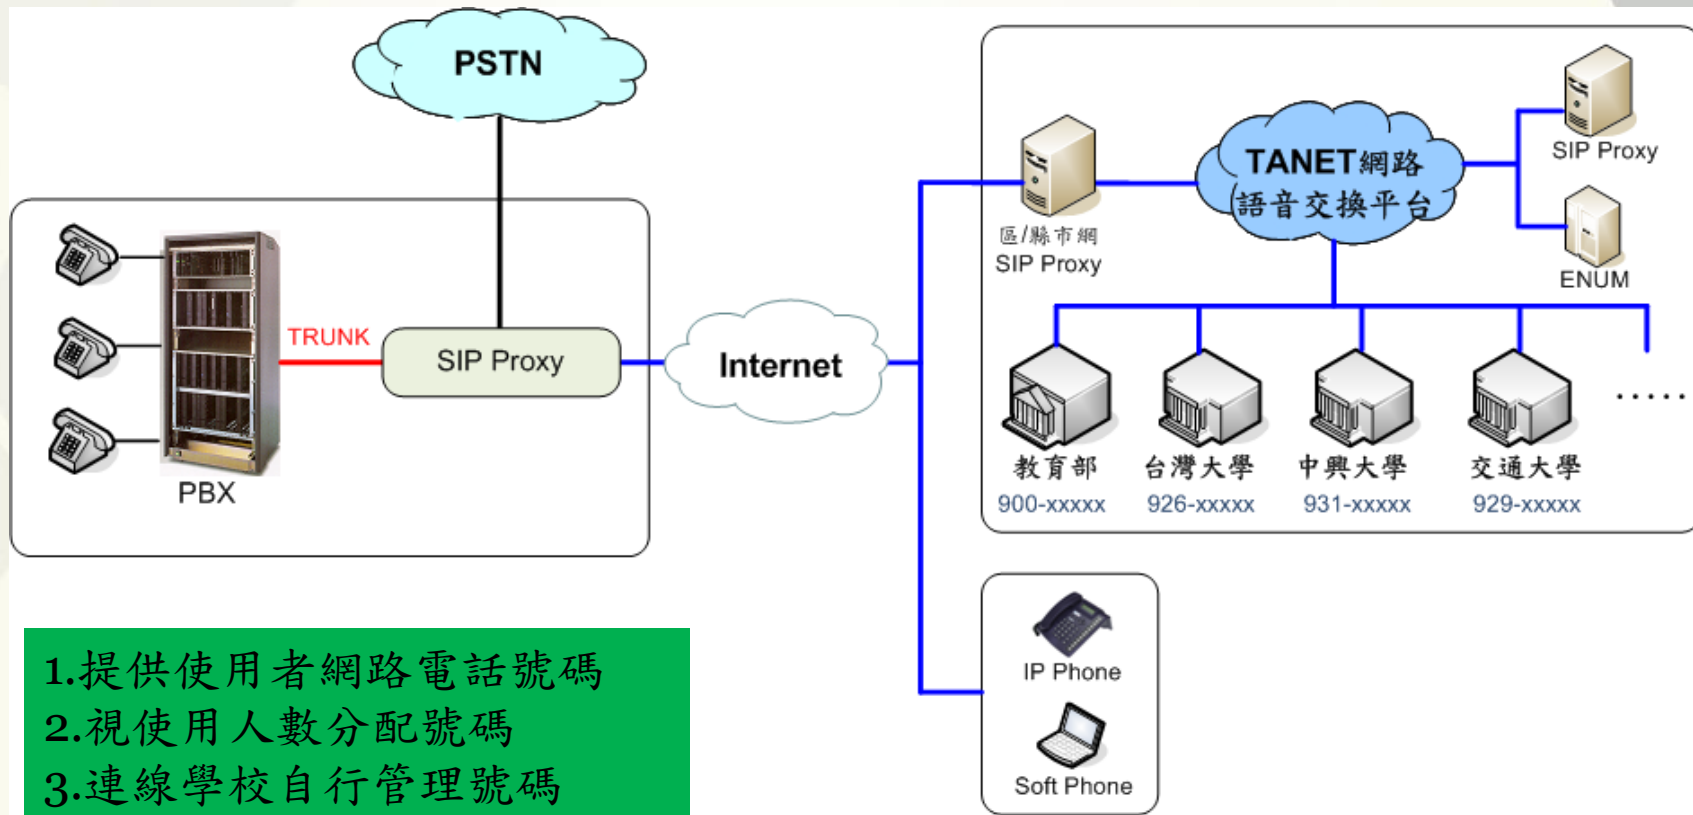 PSTN
TRUNK
SIP Proxy
PBX
Internet
區/縣市網
SIP Proxy
TANET網路
語音交換平台
SIP Proxy
ENUM
教育部
900-xxxxx
台灣大學
926-xxxxx
中興大學
931-xxxxx
交通大學
929-xxxxx
·····
IP Phone
Soft Phone
1.提供使用者網路電話號碼
2.視使用人數分配號碼
3.連線學校自行管理號碼